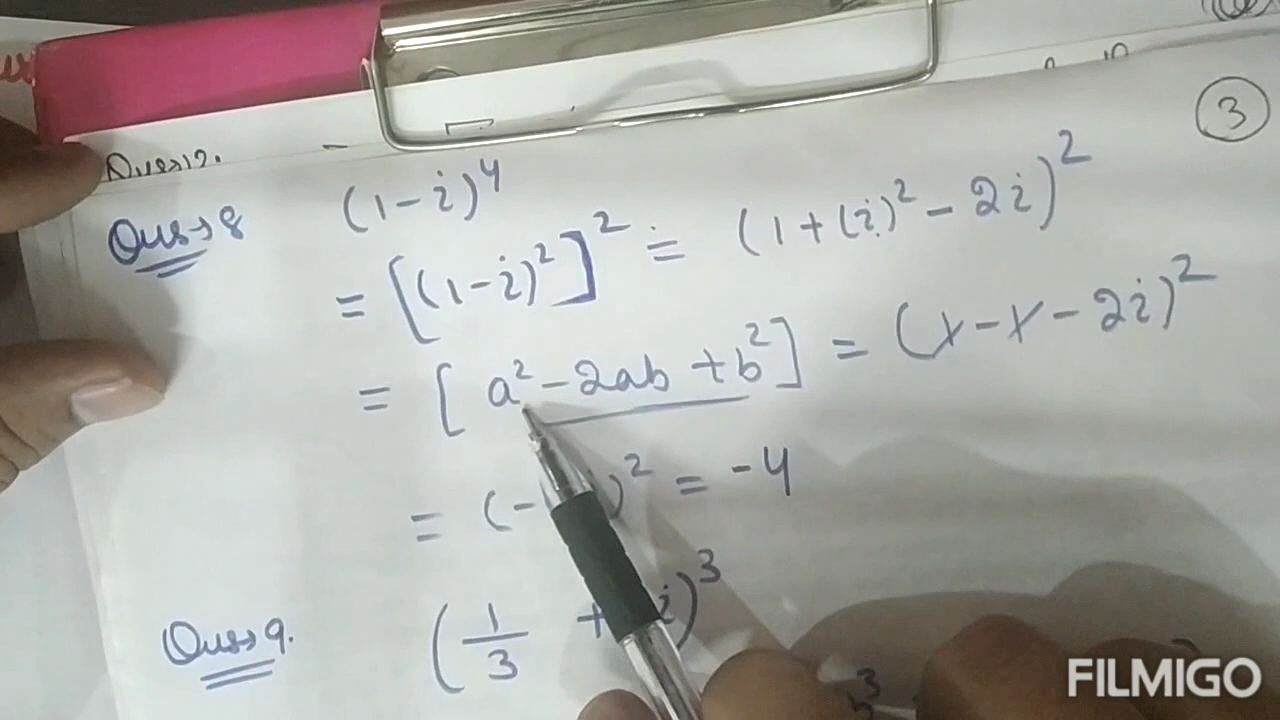 3
Ques 12.
Ques 8 (1-i)^4
= [(1-i)^2]^2 = (1+(i)^2-2i)^2
= [a^2-2ab+b^2] = (1-1-2i)^2
= (- i)^2 = -4
Ques 9. (1/3 + i)^3
FILMIGO